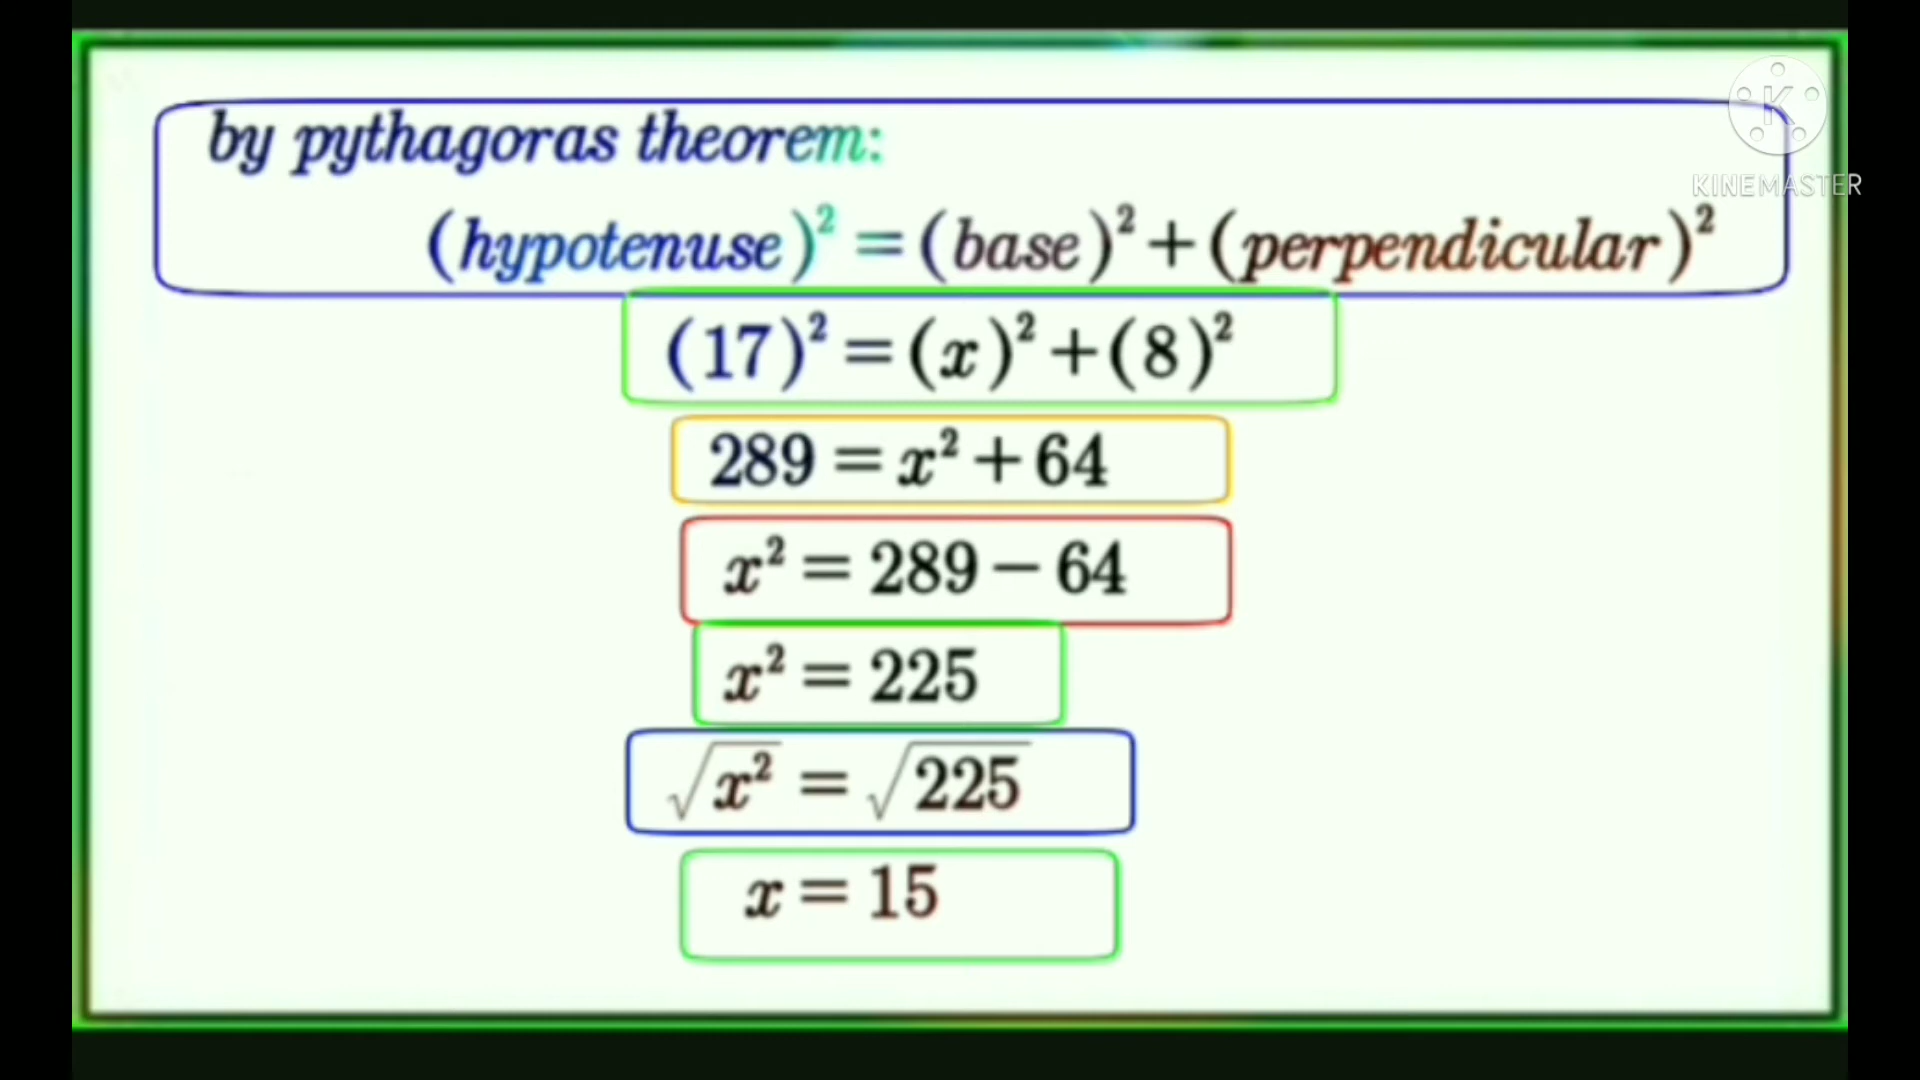 by pythagoras theorem:
(hypotenuse)² = (base)² + (perpendicular)²
(17)² = (x)² + (8)²
289 = x² + 64
x² = 289 − 64
x² = 225
√x² = √225
x = 15
K
KINEMASTER